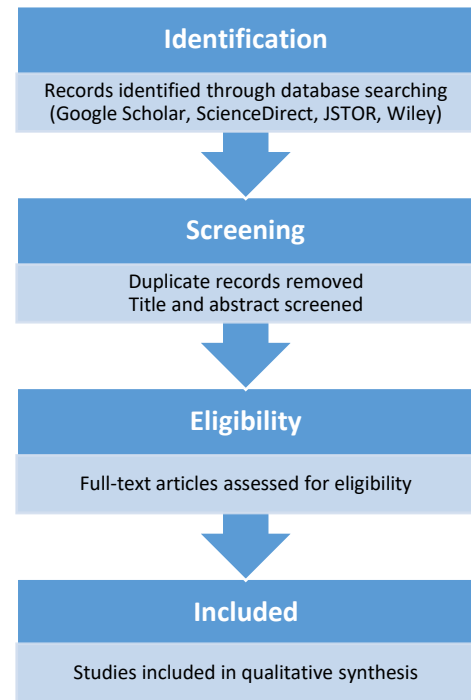 Identification
Records identified through database searching
(Google Scholar, ScienceDirect, JSTOR, Wiley)
Screening
Duplicate records removed
Title and abstract screened
Eligibility
Full-text articles assessed for eligibility
Included
Studies included in qualitative synthesis